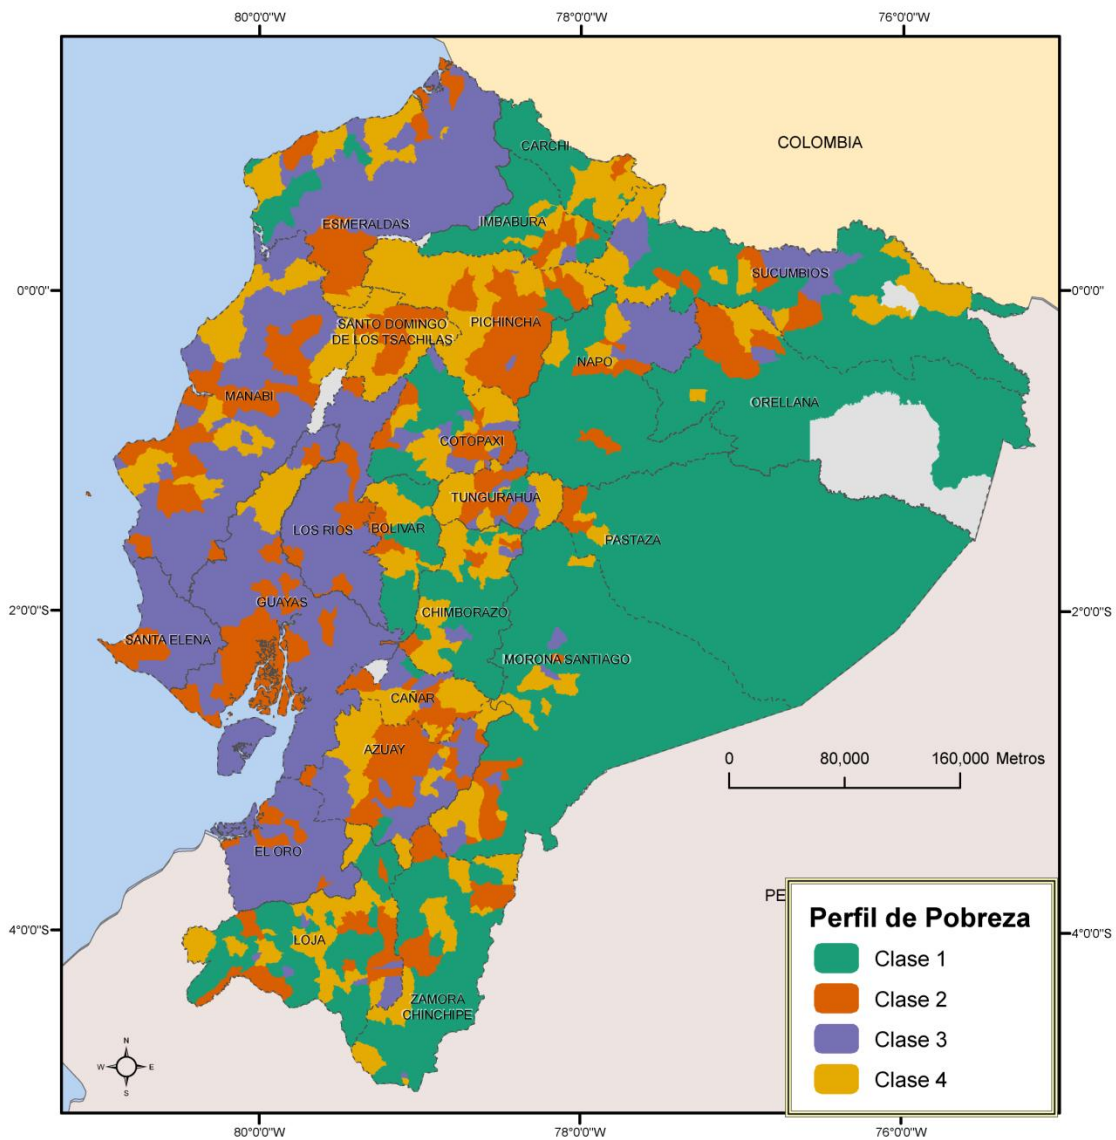 80°0'0"W
78°0'0"W
76°0'0"W
COLOMBIA
CARCHI
ESMERALDAS
IMBABURA
SUCUMBIOS
0°0'0"
0°0'0"
SANTO DOMINGO
DE LOS TSACHILAS
PICHINCHA
NAPO
MANABI
ORELLANA
COTOPAXI
TUNGURAHUA
LOS RIOS
BOLIVAR
PASTAZA
GUAYAS
CHIMBORAZO
2°0'0"S
2°0'0"S
SANTA ELENA
MORONA SANTIAGO
CAÑAR
AZUAY
0
80,000
160,000 Metros
EL ORO
PE
Perfil de Pobreza
4°0'0"S
4°0'0"S
LOJA
Clase 1
Clase 2
ZAMORA
CHINCHIPE
Clase 3
Clase 4
N
W
E
S
80°0'0"W
78°0'0"W
76°0'0"W